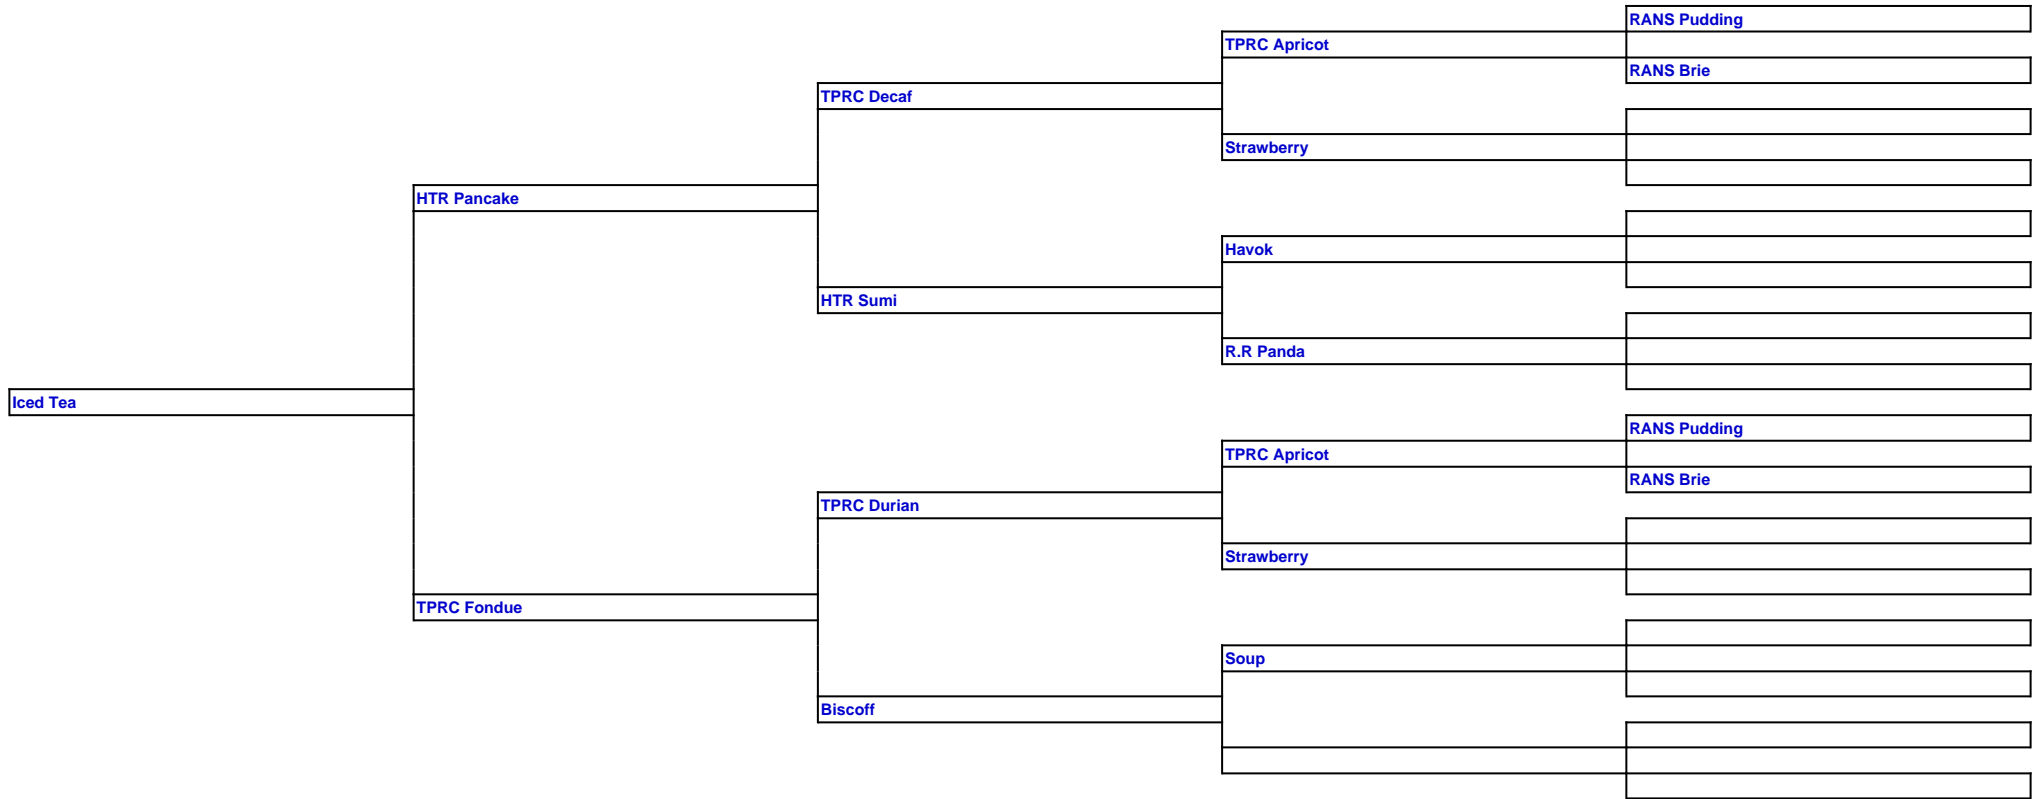 RANS Pudding
TPRC Apricot
RANS Brie
TPRC Decaf
Strawberry
HTR Pancake
Havok
HTR Sumi
R.R Panda
Iced Tea
RANS Pudding
TPRC Apricot
RANS Brie
TPRC Durian
Strawberry
TPRC Fondue
Soup
Biscoff